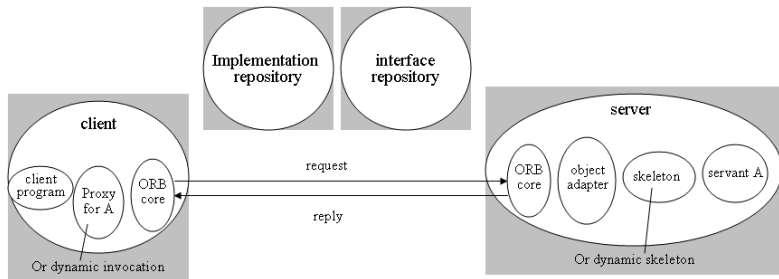 Implementation
repository
interface
repository
client
server
client
program
Proxy
for A
ORB
core
request
reply
ORB
core
object
adapter
skeleton
servant A
Or dynamic invocation
Or dynamic skeleton